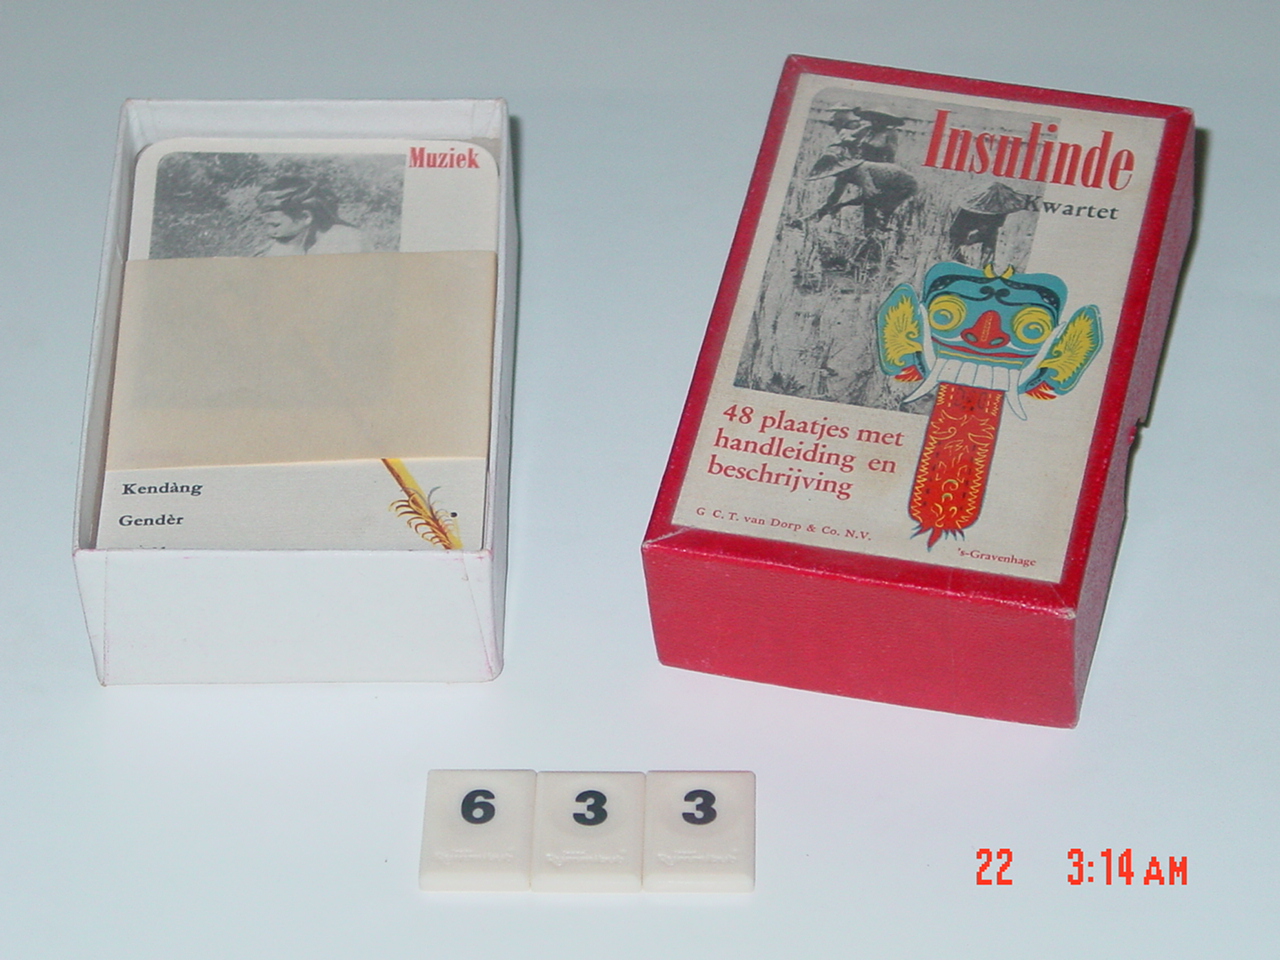 Muziek
Kendàng
Gendèr
Insulinde
Kwartet
48 plaatjes met
handleiding en
beschrijving
G. C. T. van Dorp & Co. N.V.
's-Gravenhage
6 3 3
22 3:14 AM